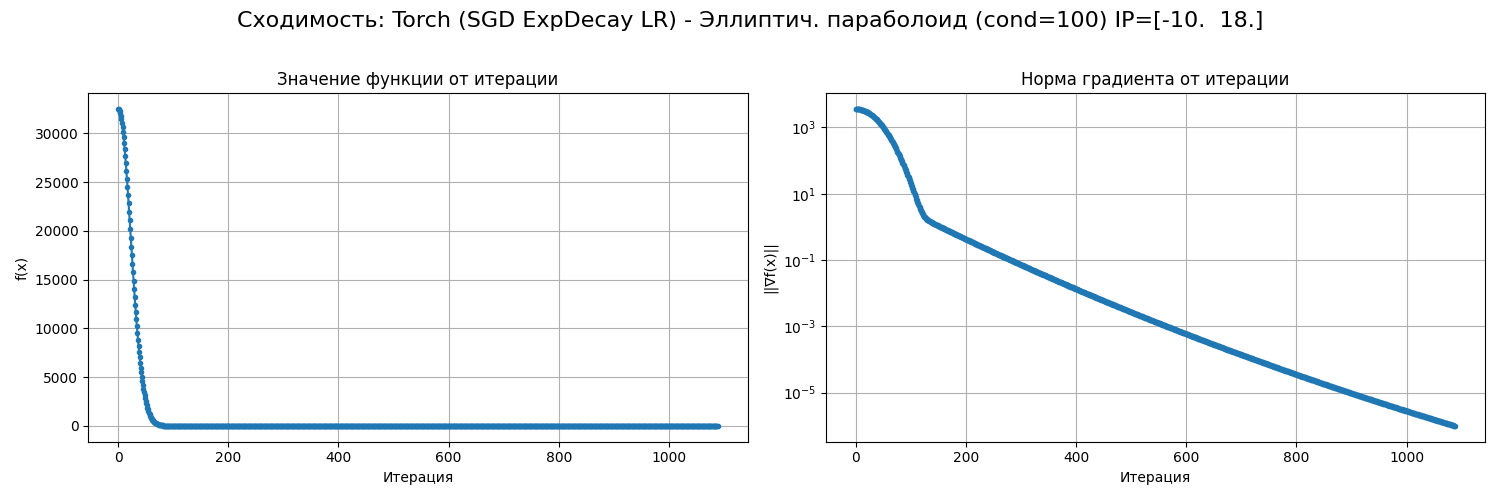 Сходимость: Torch (SGD ExpDecay LR) - Эллиптич. параболоид (cond=100) IP=[-10.  18.]
Значение функции от итерации
f(x)
30000
25000
20000
15000
10000
5000
0
0 200 400 600 800 1000
Итерация
Норма градиента от итерации
||∇f(x)||
10³
10¹
10⁻¹
10⁻³
10⁻⁵
0 200 400 600 800 1000
Итерация